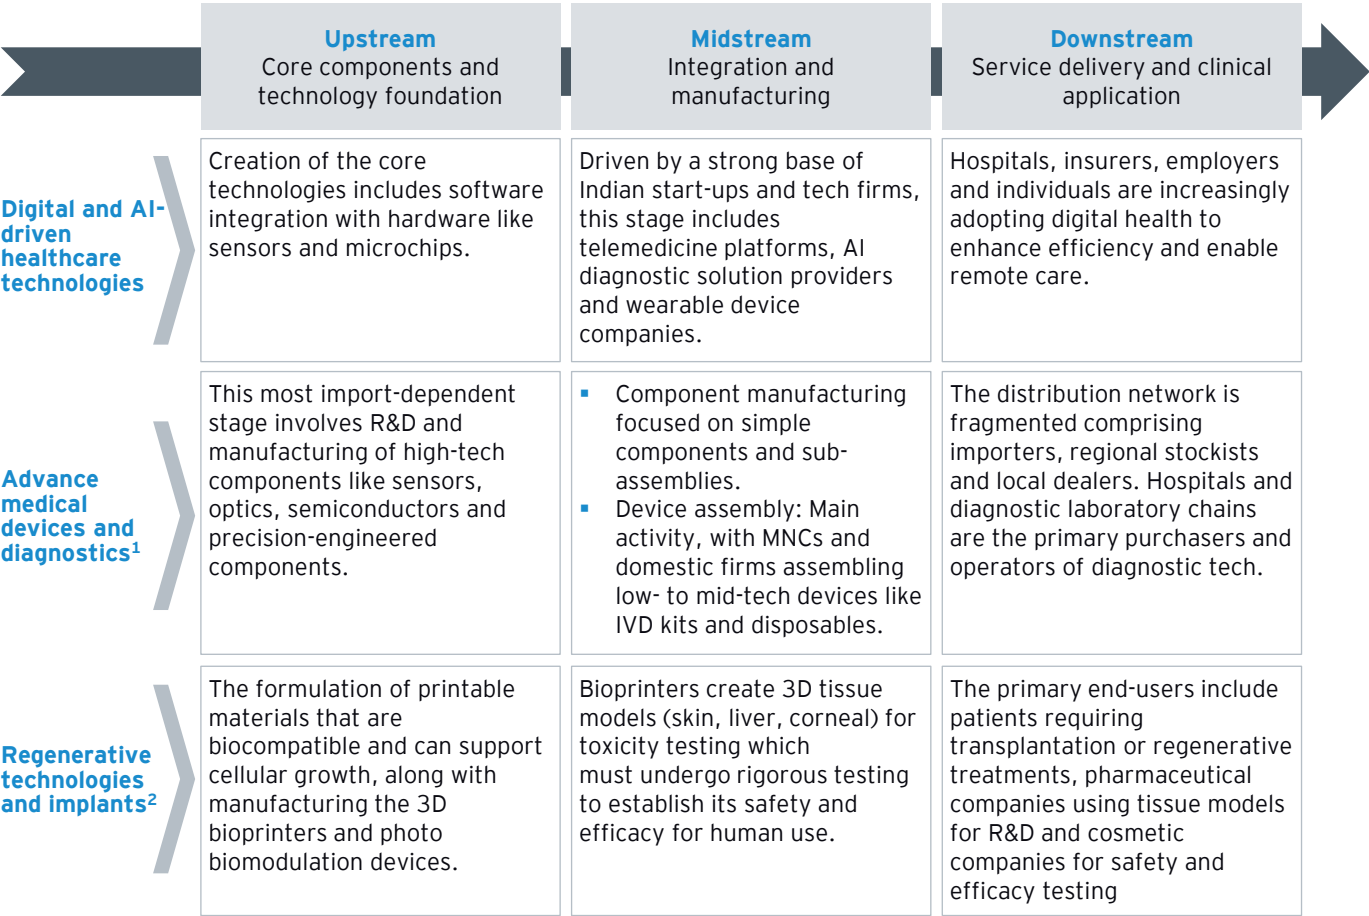 Upstream
Core components and
technology foundation
Midstream
Integration and
manufacturing
Downstream
Service delivery and clinical
application
Digital and AI-
driven
healthcare
technologies
Creation of the core
technologies includes software
integration with hardware like
sensors and microchips.
Driven by a strong base of
Indian start-ups and tech firms,
this stage includes
telemedicine platforms, AI
diagnostic solution providers
and wearable device
companies.
Hospitals, insurers, employers
and individuals are increasingly
adopting digital health to
enhance efficiency and enable
remote care.
Advance
medical
devices and
diagnostics¹
This most import-dependent
stage involves R&D and
manufacturing of high-tech
components like sensors,
optics, semiconductors and
precision-engineered
components.
▪ Component manufacturing
focused on simple
components and sub-
assemblies.
▪ Device assembly: Main
activity, with MNCs and
domestic firms assembling
low- to mid-tech devices like
IVD kits and disposables.
The distribution network is
fragmented comprising
importers, regional stockists
and local dealers. Hospitals and
diagnostic laboratory chains
are the primary purchasers and
operators of diagnostic tech.
Regenerative
technologies
and implants²
The formulation of printable
materials that are
biocompatible and can support
cellular growth, along with
manufacturing the 3D
bioprinters and photo
biomodulation devices.
Bioprinters create 3D tissue
models (skin, liver, corneal) for
toxicity testing which
must undergo rigorous testing
to establish its safety and
efficacy for human use.
The primary end-users include
patients requiring
transplantation or regenerative
treatments, pharmaceutical
companies using tissue models
for R&D and cosmetic
companies for safety and
efficacy testing